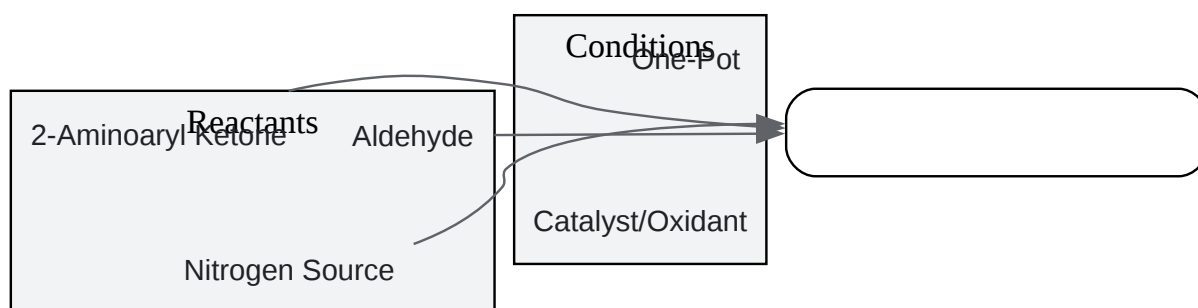 Conditions
One-Pot
Reactants
2-Aminoaryl Ketone
Aldehyde
Catalyst/Oxidant
Nitrogen Source